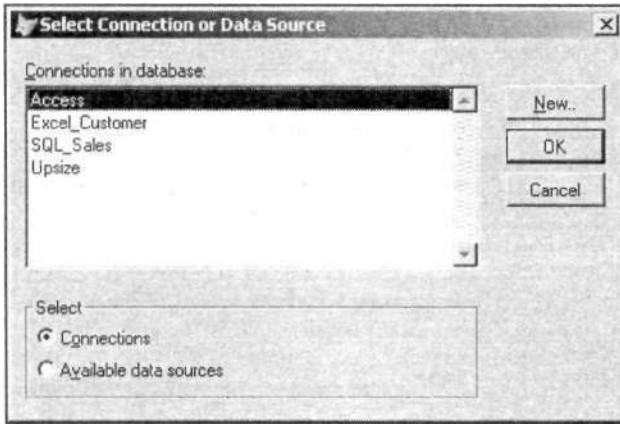 Select Connection or Data Source
Connections in database:
Access
Excel_Customer
SQL_Sales
Upsize
New..
OK
Cancel
Select
Connections
Available data sources